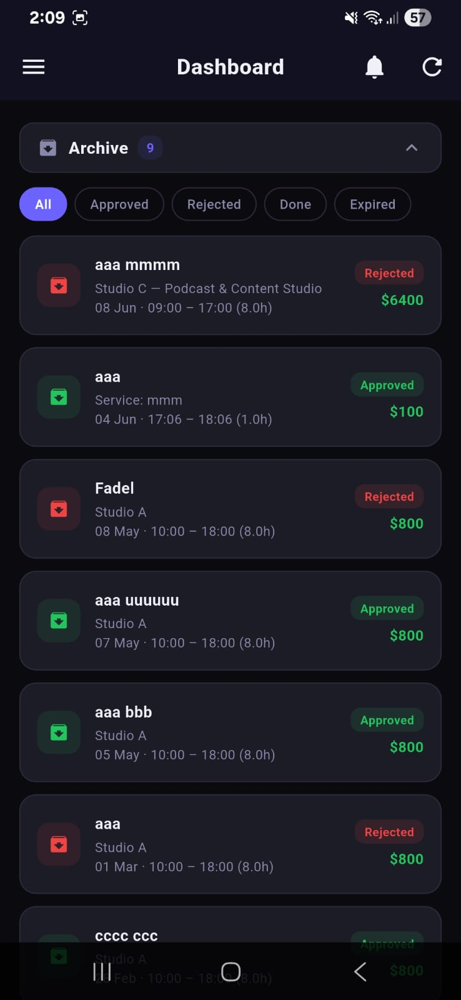 2:09
57
Dashboard
Archive 9
All Approved Rejected Done Expired
aaa mmmm
Rejected
Studio C — Podcast & Content Studio
$6400
08 Jun · 09:00 – 17:00 (8.0h)
aaa
Approved
Service: mmm
$100
04 Jun · 17:06 – 18:06 (1.0h)
Fadel
Rejected
Studio A
$800
08 May · 10:00 – 18:00 (8.0h)
aaa uuuuuu
Approved
Studio A
$800
07 May · 10:00 – 18:00 (8.0h)
aaa bbb
Approved
Studio A
$800
05 May · 10:00 – 18:00 (8.0h)
aaa
Rejected
Studio A
$800
01 Mar · 10:00 – 18:00 (8.0h)
cccc ccc
Approved
Studio A
$800
Feb · 10:00 – 18:00 (8.0h)